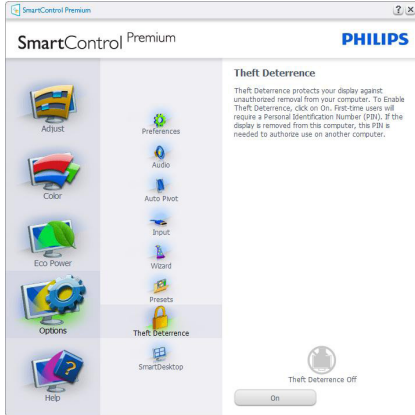 SmartControl Premium
? X
SmartControl Premium
PHILIPS
Adjust
Color
Eco Power
Options
Help
Preferences
Audio
Auto Pivot
Input
Wizard
Presets
Theft Deterrence
SmartDesktop
Theft Deterrence
Theft Deterrence protects your display against
unauthorized removal from your computer. To Enable
Theft Deterrence, click on On. First-time users will
require a Personal Identification Number (PIN). If the
display is removed from this computer, this PIN is
needed to authorize use on another computer.
Theft Deterrence Off
On